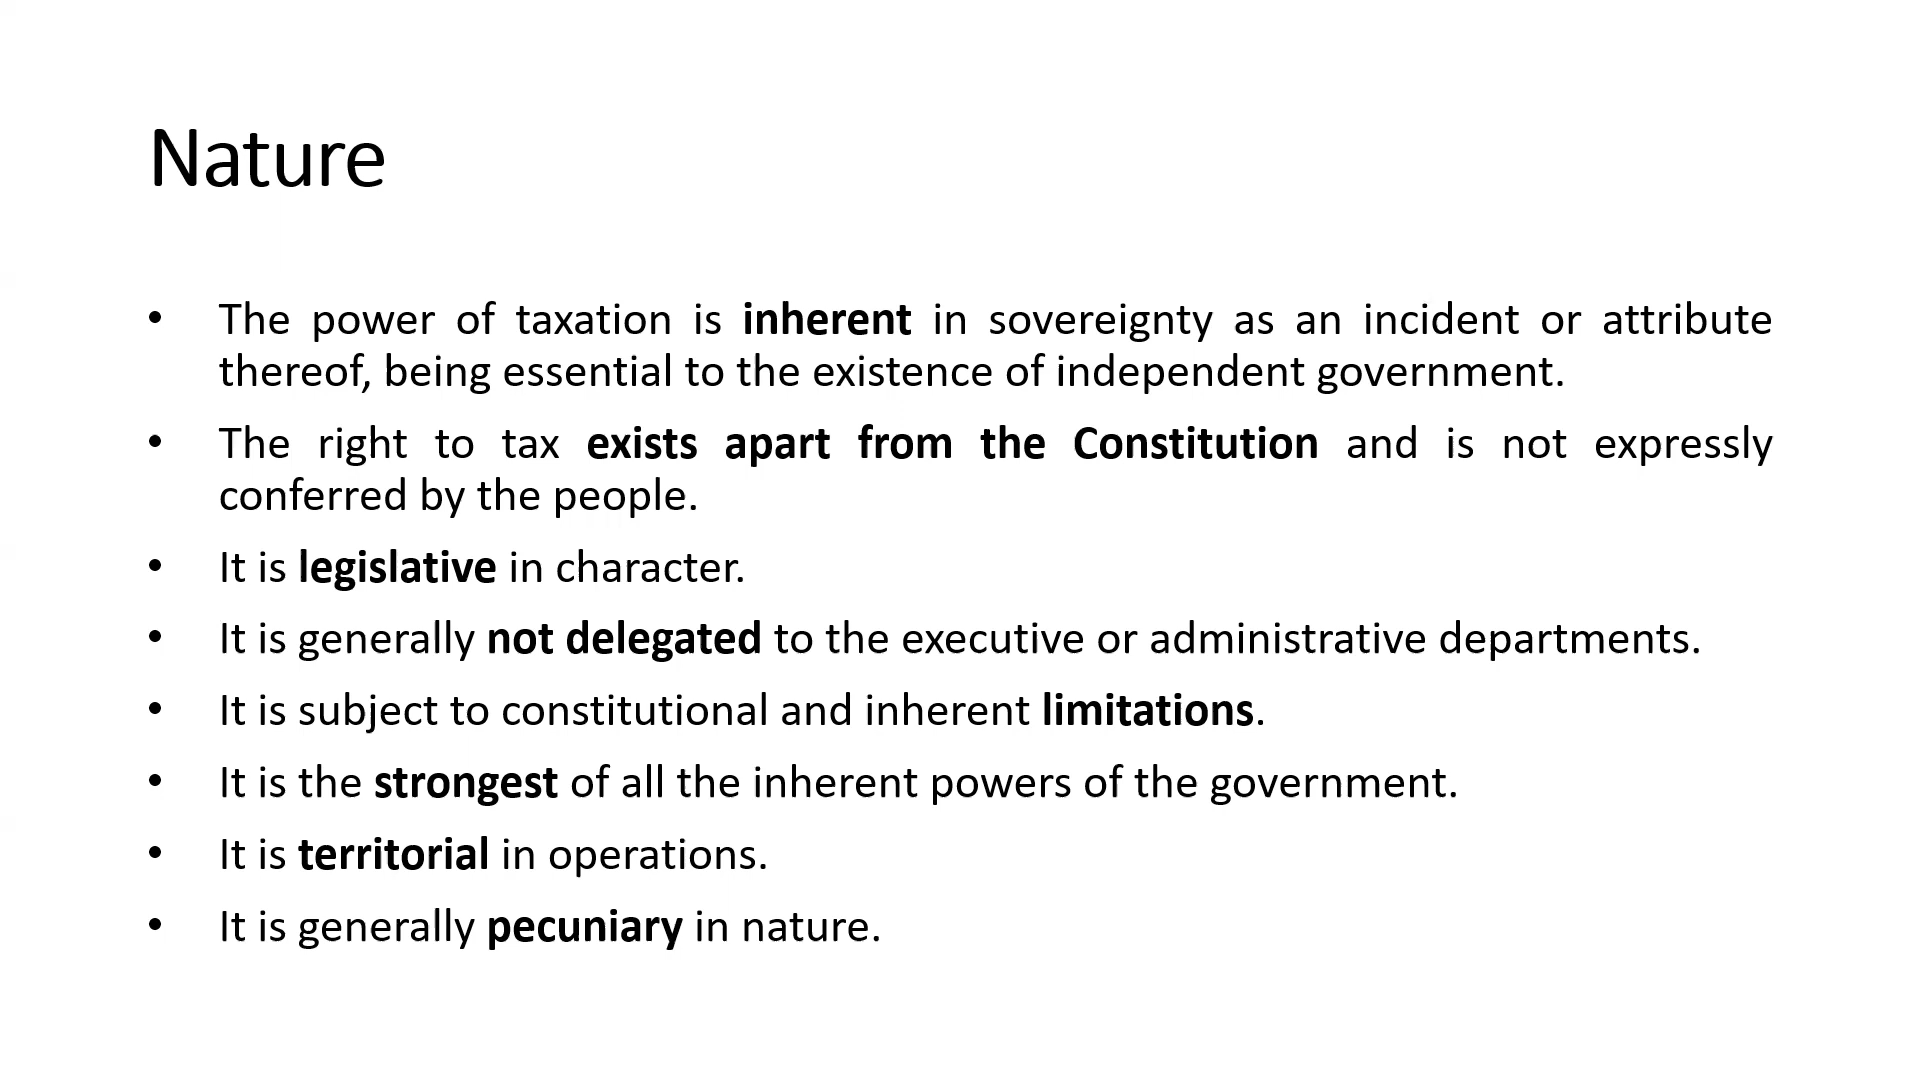 Nature
• The power of taxation is inherent in sovereignty as an incident or attribute
thereof, being essential to the existence of independent government.
• The right to tax exists apart from the Constitution and is not expressly
conferred by the people.
• It is legislative in character.
• It is generally not delegated to the executive or administrative departments.
• It is subject to constitutional and inherent limitations.
• It is the strongest of all the inherent powers of the government.
• It is territorial in operations.
• It is generally pecuniary in nature.